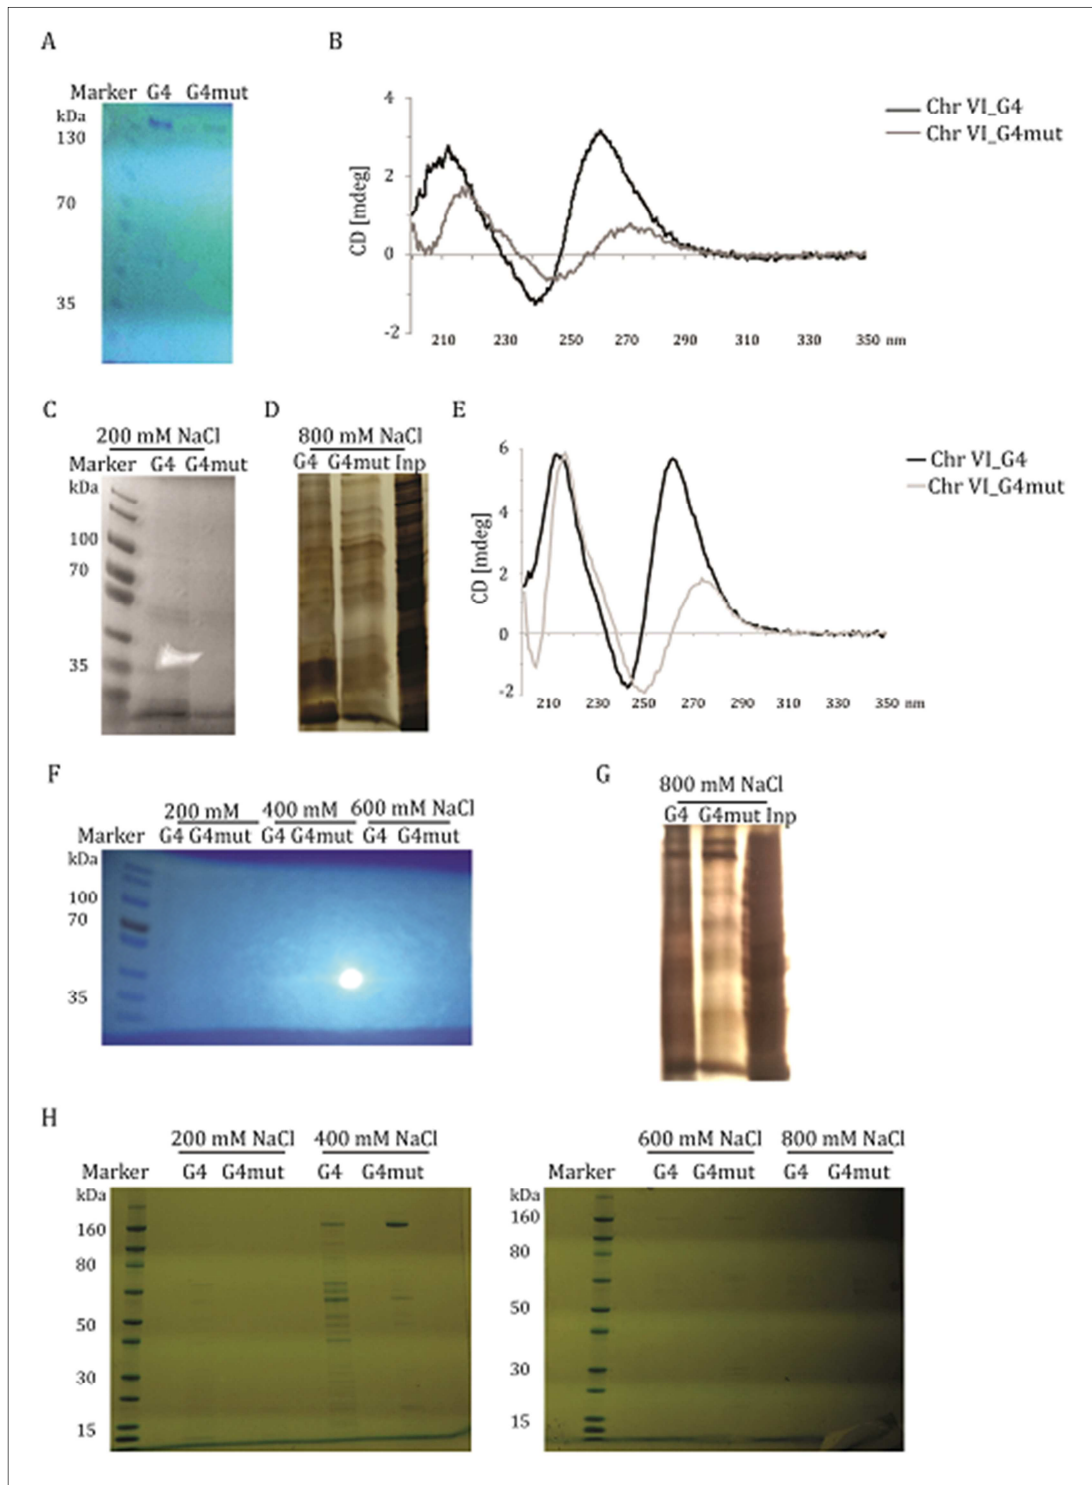 A
Marker G4 G4mut
kDa
130
70
35
B
4
2
0
-2
CD [mdeg]
210 230 250 270 290 310 330 350 nm
Chr VI_G4
Chr VI_G4mut
C
200 mM NaCl
Marker G4 G4mut
kDa
100
70
35
D
800 mM NaCl
G4 G4mut Inp
E
6
4
2
0
-2
CD [mdeg]
210 230 250 270 290 310 330 350 nm
Chr VI_G4
Chr VI_G4mut
F
200 mM 400 mM 600 mM NaCl
Marker G4 G4mut G4 G4mut G4 G4mut
kDa
100
70
35
G
800 mM NaCl
G4 G4mut Inp
H
200 mM NaCl 400 mM NaCl
Marker G4 G4mut G4 G4mut
kDa
160
80
50
30
15
600 mM NaCl 800 mM NaCl
Marker G4 G4mut G4 G4mut
kDa
160
80
50
30
15